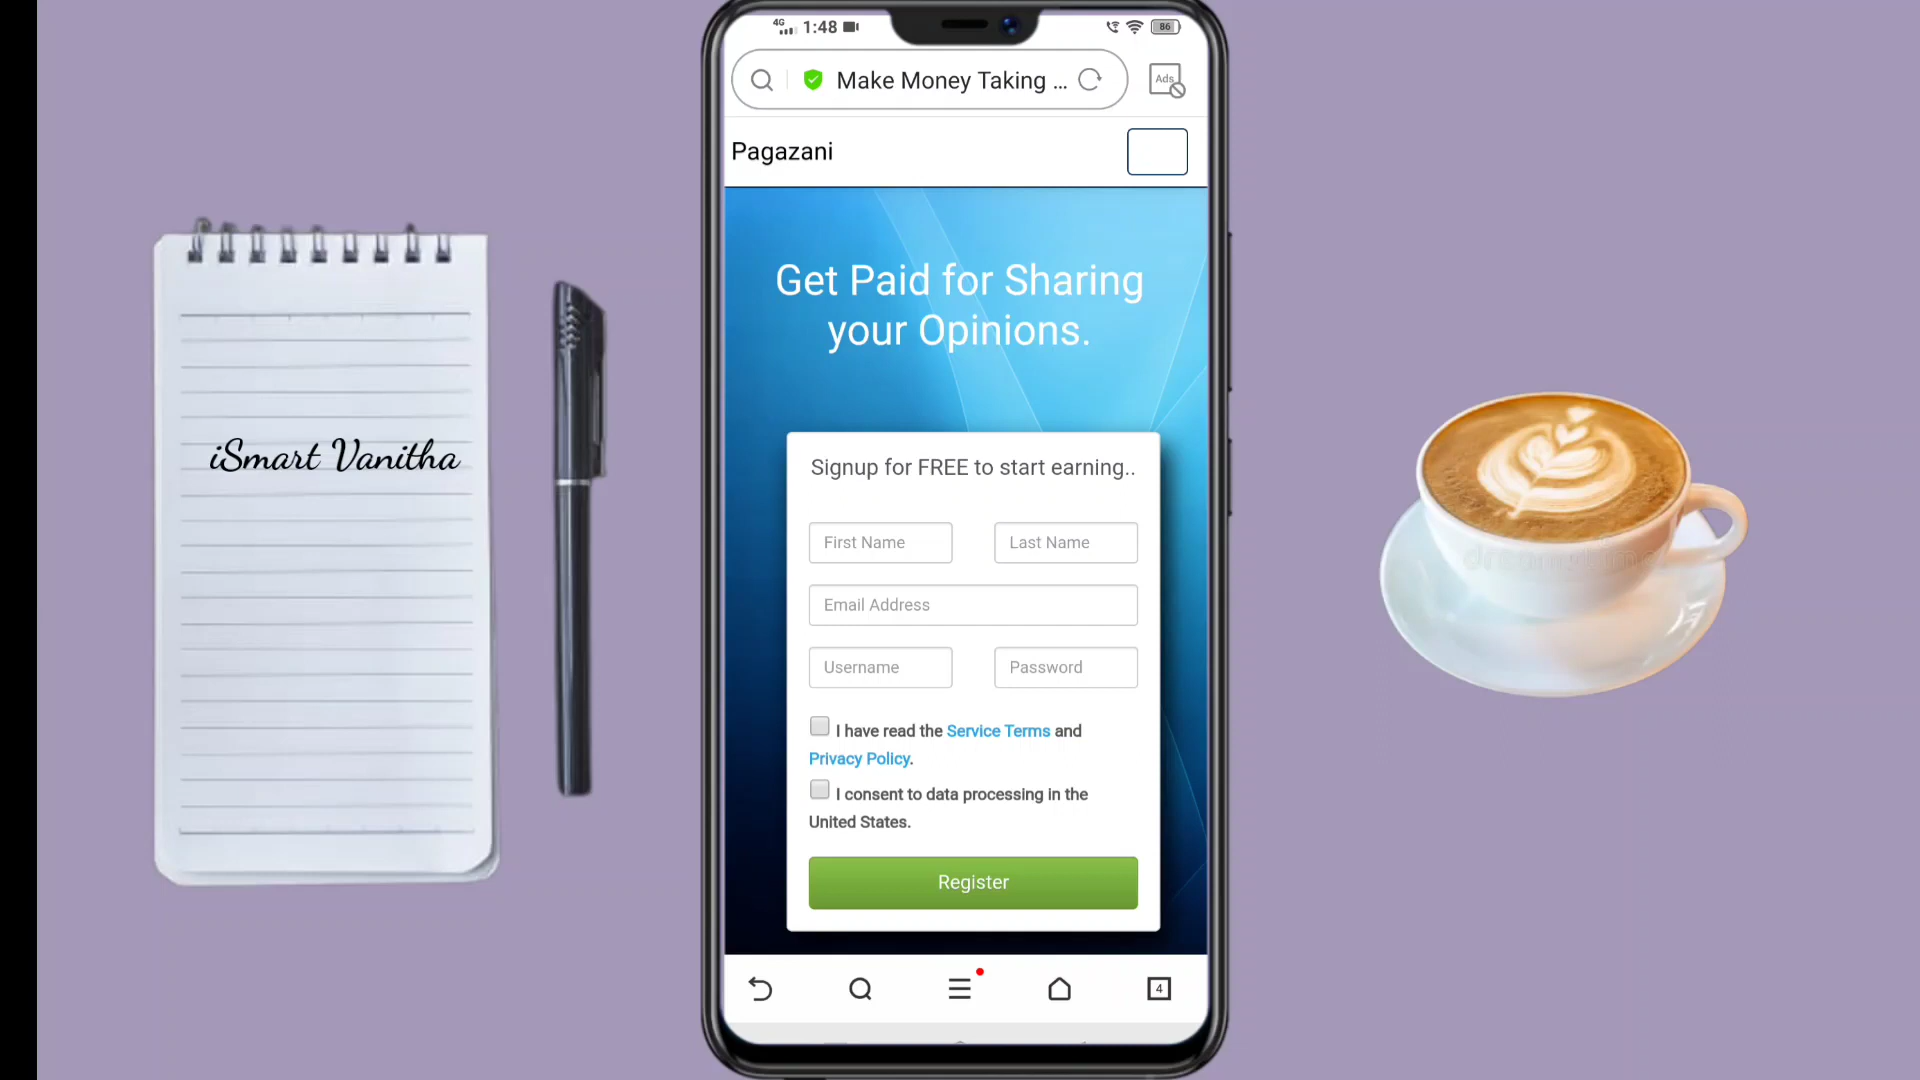 4G 1:48 86
Make Money Taking ...
Ads
Pagazani
Get Paid for Sharing
your Opinions.
iSmart Vanitha
Signup for FREE to start earning..
First Name Last Name
Email Address
Username Password
I have read the Service Terms and
Privacy Policy.
I consent to data processing in the
United States.
Register
4